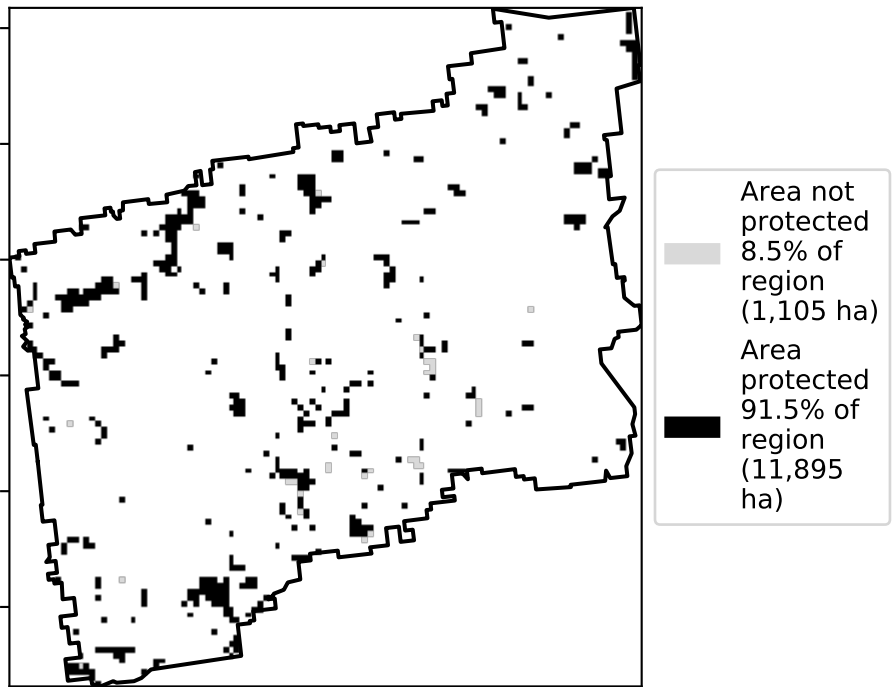 Area not
protected
8.5% of
region
(1,105 ha)
Area
protected
91.5% of
region
(11,895
ha)